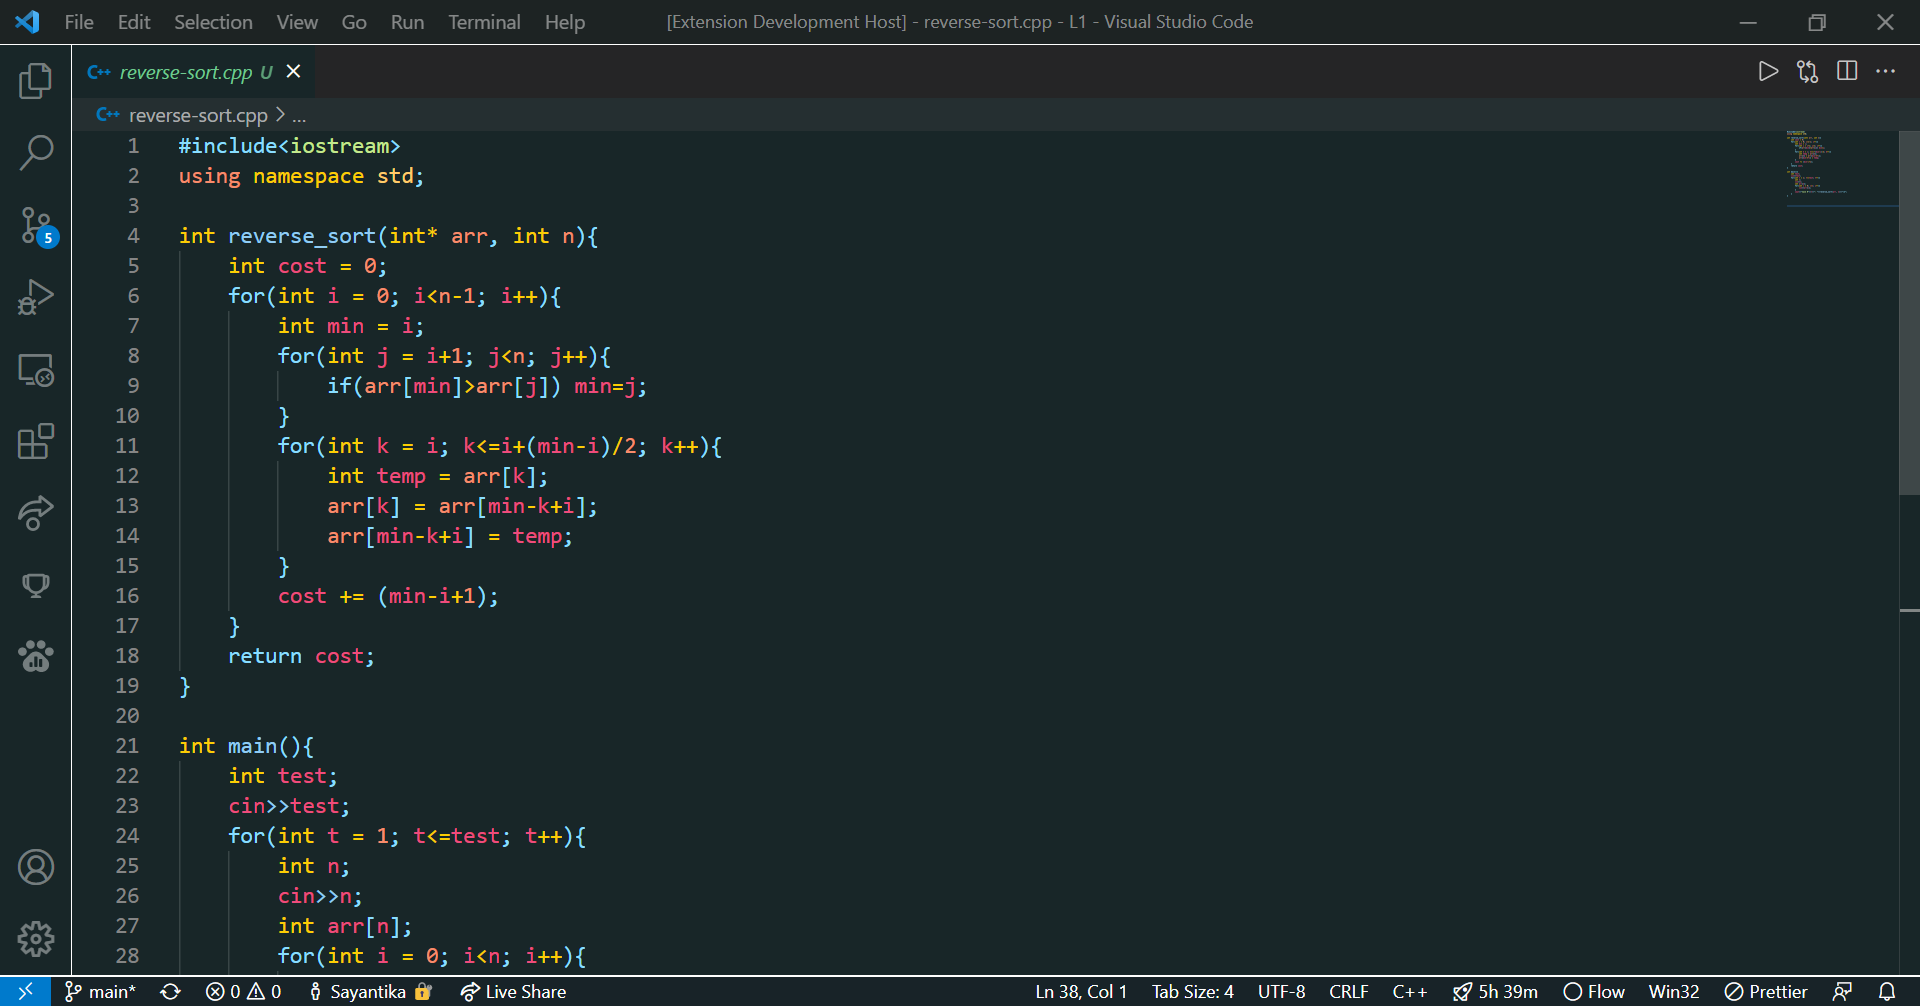 File Edit Selection View Go Run Terminal Help [Extension Development Host] - reverse-sort.cpp - L1 - Visual Studio Code
C++ reverse-sort.cpp U
C++ reverse-sort.cpp > ...
1 #include<iostream>
2 using namespace std;
3
4 int reverse_sort(int* arr, int n){
5     int cost = 0;
6     for(int i = 0; i<n-1; i++){
7         int min = i;
8         for(int j = i+1; j<n; j++){
9             if(arr[min]>arr[j]) min=j;
10         }
11         for(int k = i; k<=i+(min-i)/2; k++){
12             int temp = arr[k];
13             arr[k] = arr[min-k+i];
14             arr[min-k+i] = temp;
15         }
16         cost += (min-i+1);
17     }
18     return cost;
19 }
20
21 int main(){
22     int test;
23     cin>>test;
24     for(int t = 1; t<=test; t++){
25         int n;
26         cin>>n;
27         int arr[n];
28         for(int i = 0; i<n; i++){
5
main* 0 0 Sayantika Live Share Ln 38, Col 1 Tab Size: 4 UTF-8 CRLF C++ 5h 39m Flow Win32 Prettier